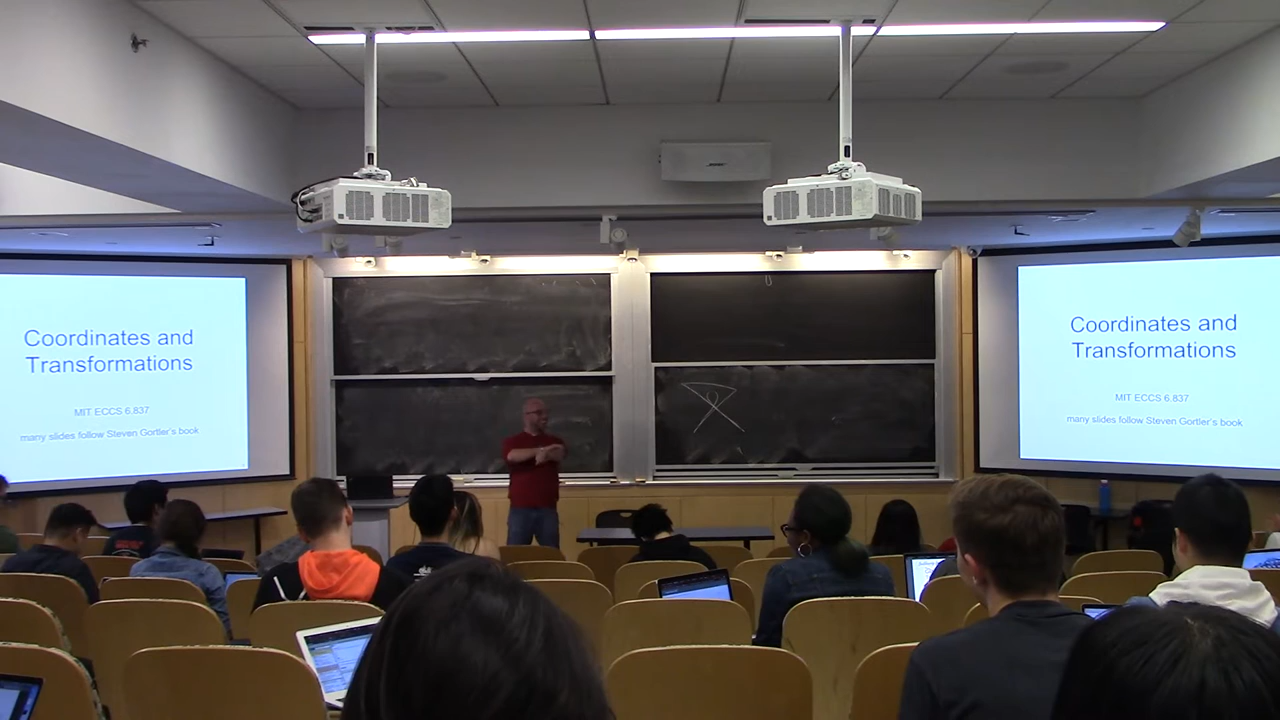 Coordinates and
Transformations
MIT ECCS 6.837
many slides follow Steven Gortler's book
Coordinates and
Transformations
MIT ECCS 6.837
many slides follow Steven Gortler's book